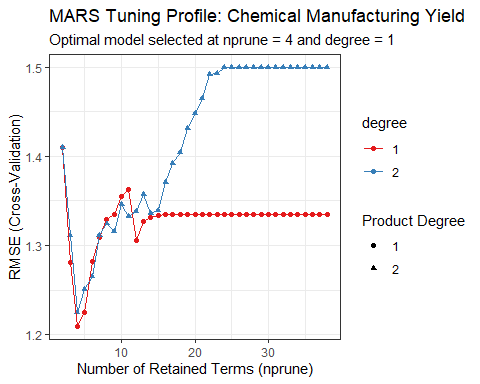 MARS Tuning Profile: Chemical Manufacturing Yield
Optimal model selected at nprune = 4 and degree = 1
RMSE (Cross-Validation)
1.5
1.4
1.3
1.2
10 20 30
Number of Retained Terms (nprune)
degree
1
2
Product Degree
1
2